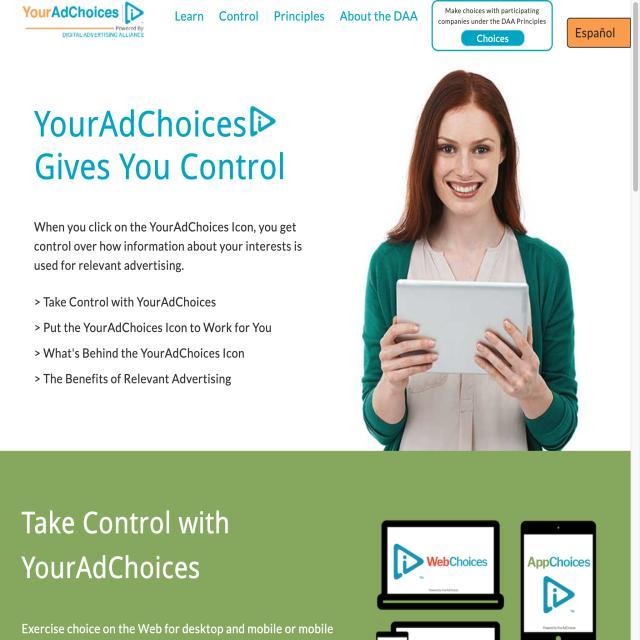 YourAdChoices
Powered By
DIGITAL ADVERTISING ALLIANCE
Learn
Control
Principles
About the DAA
Make choices with participating
companies under the DAA Principles
Choices
Español
YourAdChoices
Gives You Control
When you click on the YourAdChoices Icon, you get
control over how information about your interests is
used for relevant advertising.
> Take Control with YourAdChoices
> Put the YourAdChoices Icon to Work for You
> What's Behind the YourAdChoices Icon
> The Benefits of Relevant Advertising
Take Control with
YourAdChoices
Exercise choice on the Web for desktop and mobile or mobile
WebChoices
AppChoices